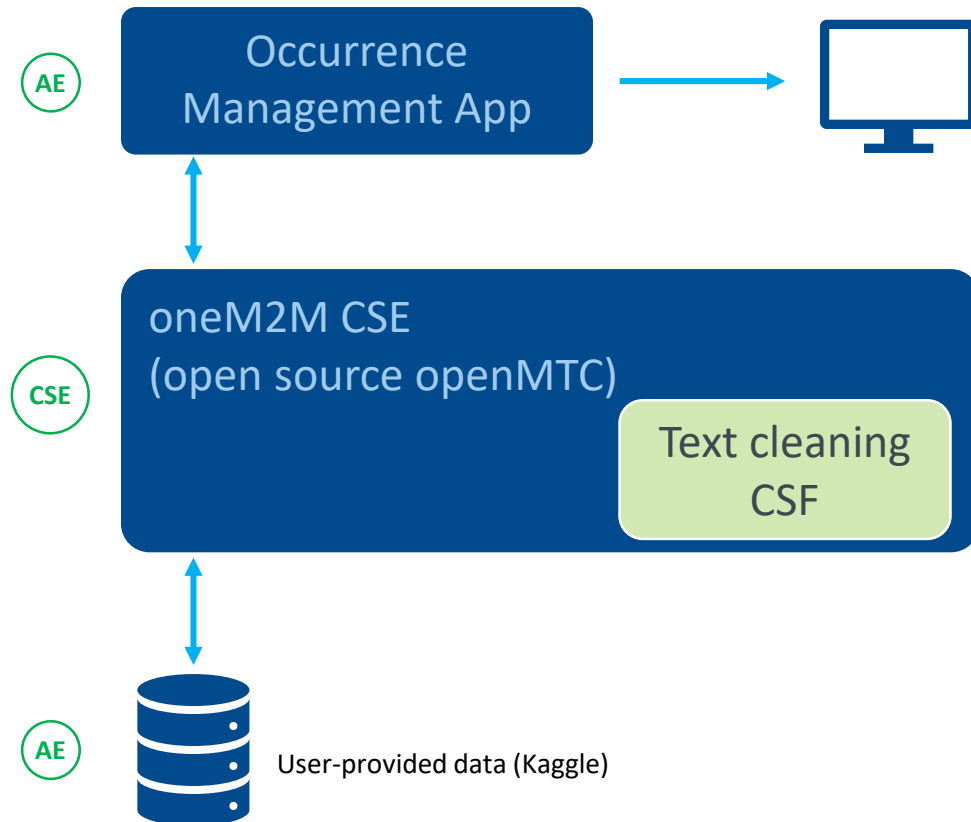 AE
Occurrence
Management App
oneM2M CSE
(open source openMTC)
CSE
Text cleaning
CSF
AE
User-provided data (Kaggle)